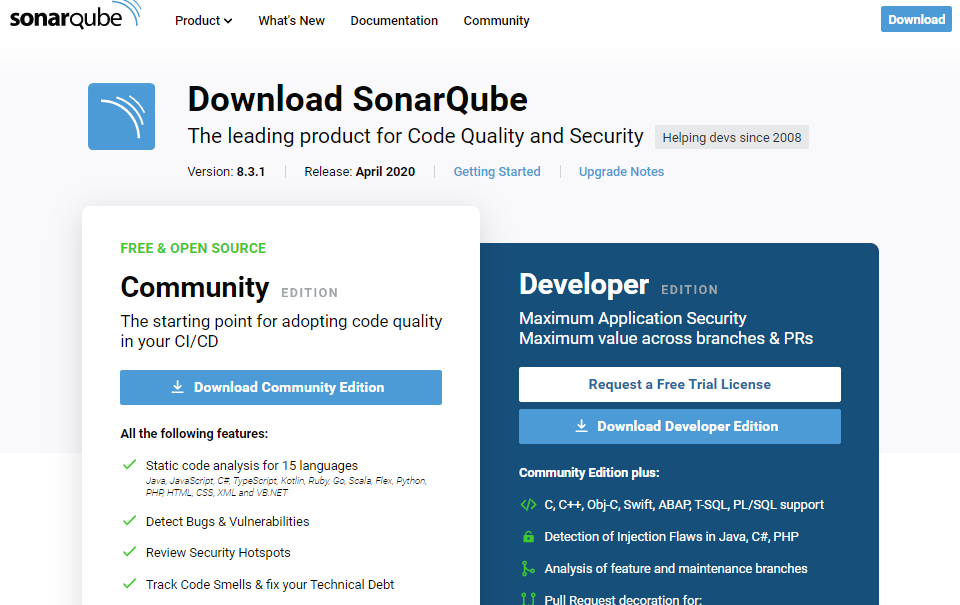 sonarqube
Product What's New Documentation Community Download
Download SonarQube
The leading product for Code Quality and Security Helping devs since 2008
Version: 8.3.1 Release: April 2020 Getting Started Upgrade Notes
FREE & OPEN SOURCE
Community EDITION
The starting point for adopting code quality
in your CI/CD
Download Community Edition
All the following features:
Static code analysis for 15 languages
Java, JavaScript, C#, TypeScript, Kotlin, Ruby, Go, Scala, Flex, Python,
PHP, HTML, CSS, XML and VB.NET
Detect Bugs & Vulnerabilities
Review Security Hotspots
Track Code Smells & fix your Technical Debt
Developer EDITION
Maximum Application Security
Maximum value across branches & PRs
Request a Free Trial License
Download Developer Edition
Community Edition plus:
C, C++, Obj-C, Swift, ABAP, T-SQL, PL/SQL support
Detection of Injection Flaws in Java, C#, PHP
Analysis of feature and maintenance branches
Pull Request decoration for: